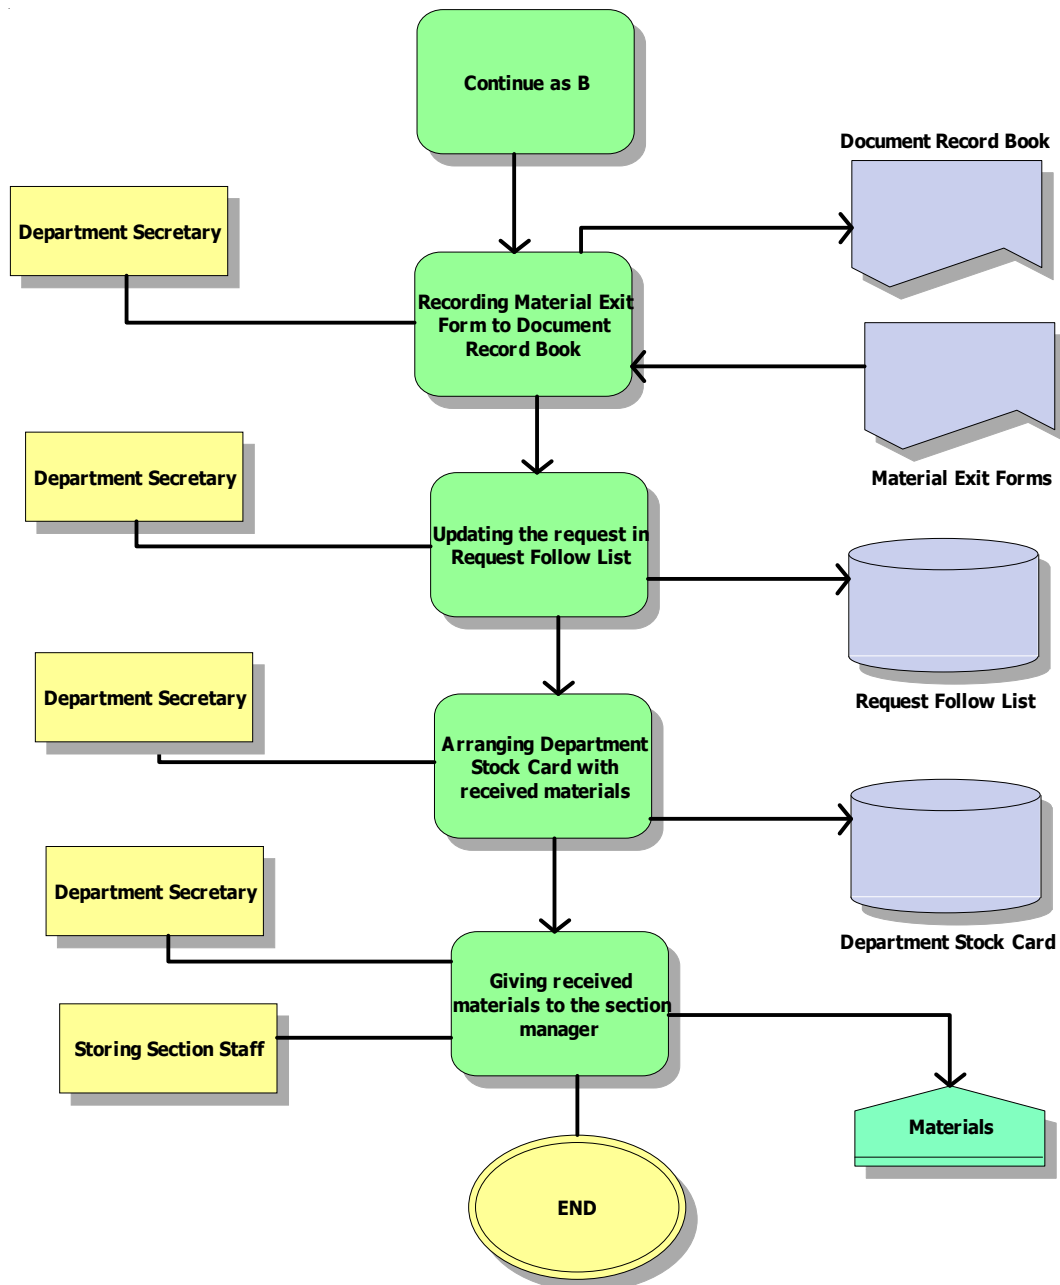 Continue as B
Document Record Book
Department Secretary
Recording Material Exit
Form to Document
Record Book
Material Exit Forms
Department Secretary
Updating the request in
Request Follow List
Request Follow List
Department Secretary
Arranging Department
Stock Card with
received materials
Department Stock Card
Department Secretary
Giving received
materials to the section
manager
Storing Section Staff
Materials
END